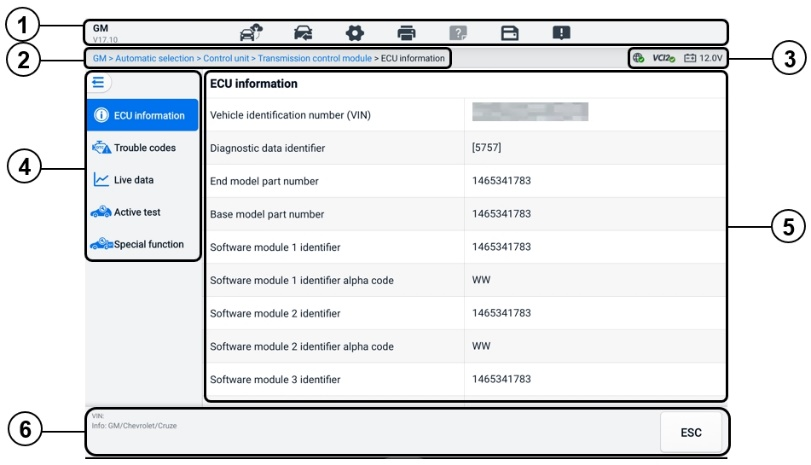 1
GM
V17.10
2
GM > Automatic selection > Control unit > Transmission control module > ECU information
VCI2 12.0V
3
ECU information
ECU information
Vehicle identification number (VIN)
Trouble codes
Diagnostic data identifier [5757]
4
Live data
End model part number 1465341783
Active test
Base model part number 1465341783
5
Special function
Software module 1 identifier 1465341783
Software module 1 identifier alpha code WW
Software module 2 identifier 1465341783
Software module 2 identifier alpha code WW
Software module 3 identifier 1465341783
6
VIN:
Info: GM/Chevrolet/Cruze
ESC